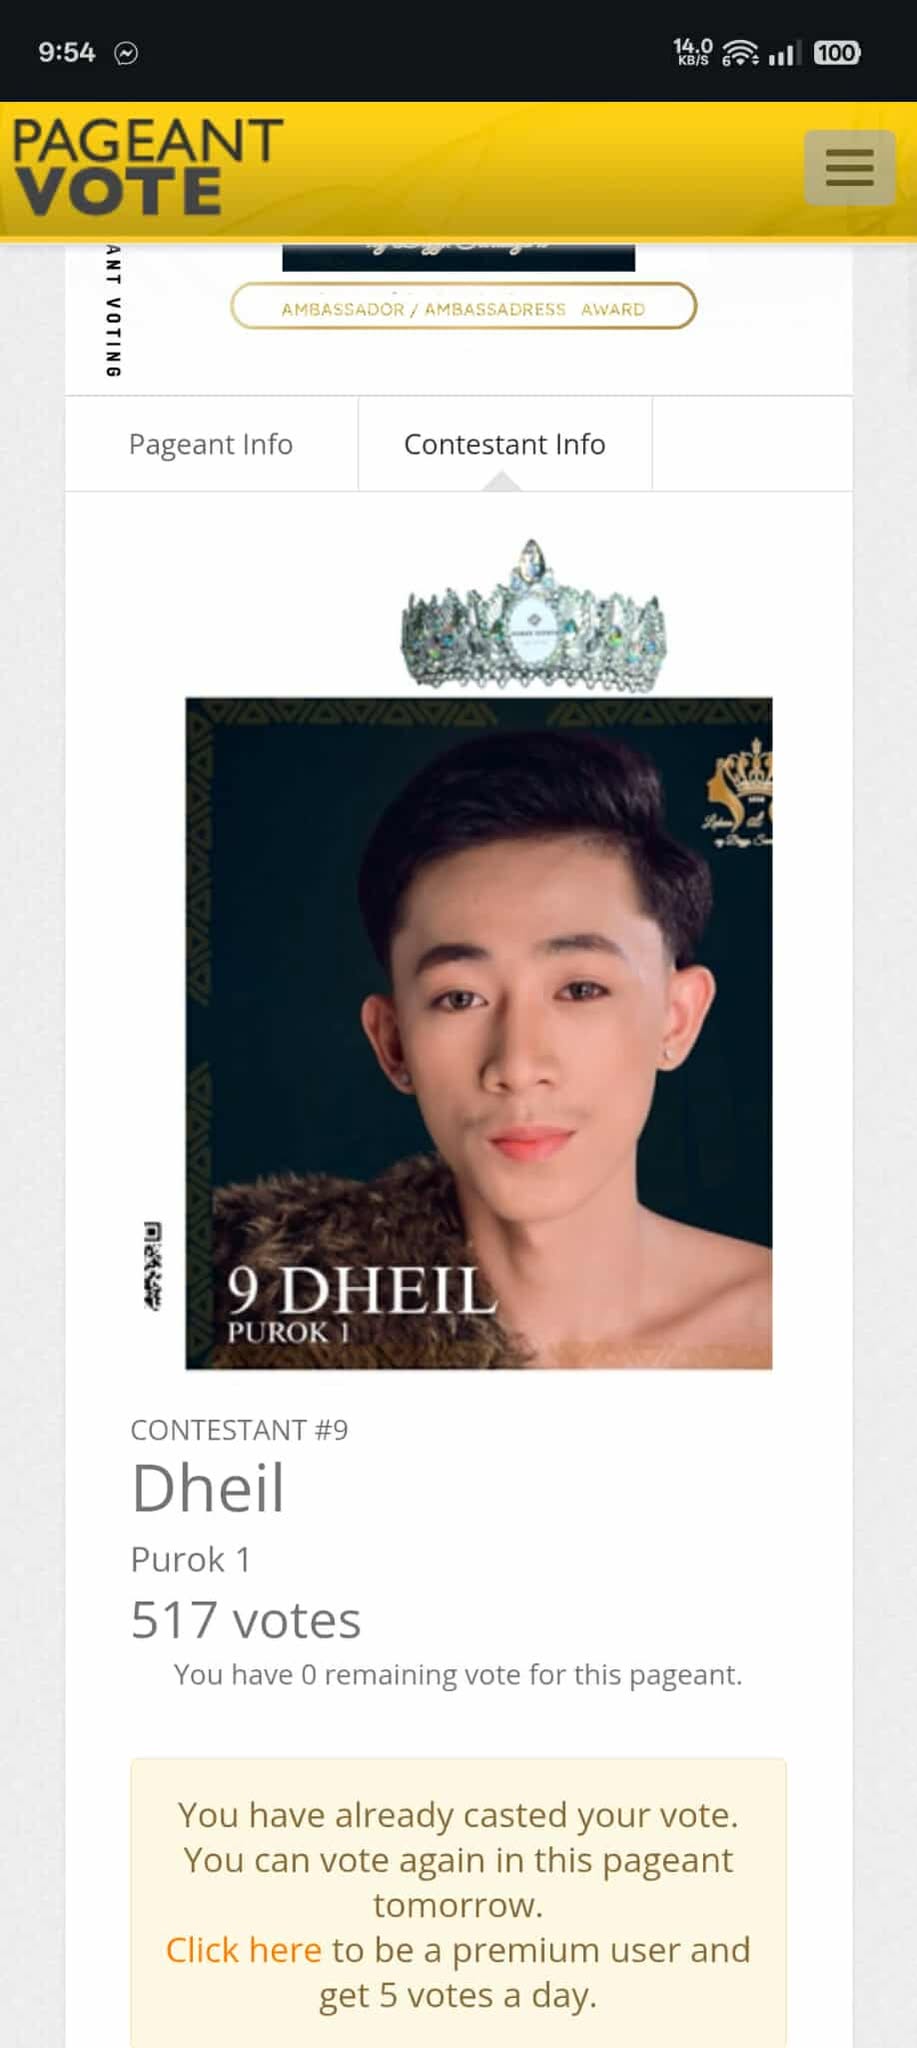 9:54
14.0
KB/S
6
100
PAGEANT
VOTE
ANT VOTING
AMBASSADOR / AMBASSADRESS AWARD
Pageant Info
Contestant Info
9 DHEIL
PUROK 1
CONTESTANT #9
Dheil
Purok 1
517 votes
You have 0 remaining vote for this pageant.
You have already casted your vote.
You can vote again in this pageant
tomorrow.
Click here to be a premium user and
get 5 votes a day.